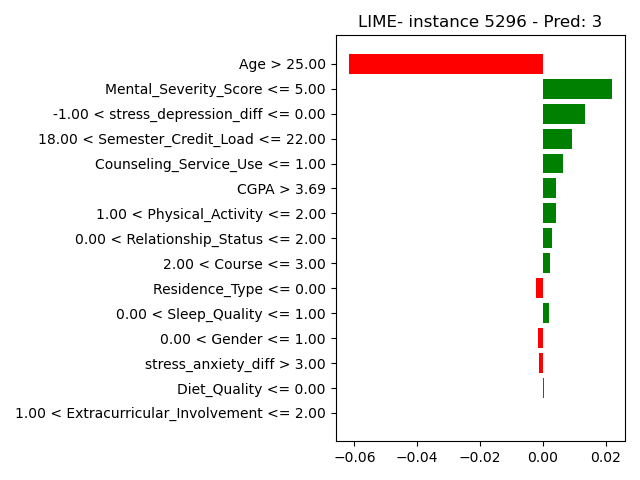 LIME- instance 5296 - Pred: 3
Age > 25.00
Mental_Severity_Score <= 5.00
-1.00 < stress_depression_diff <= 0.00
18.00 < Semester_Credit_Load <= 22.00
Counseling_Service_Use <= 1.00
CGPA > 3.69
1.00 < Physical_Activity <= 2.00
0.00 < Relationship_Status <= 2.00
2.00 < Course <= 3.00
Residence_Type <= 0.00
0.00 < Sleep_Quality <= 1.00
0.00 < Gender <= 1.00
stress_anxiety_diff > 3.00
Diet_Quality <= 0.00
1.00 < Extracurricular_Involvement <= 2.00
−0.06 −0.04 −0.02 0.00 0.02